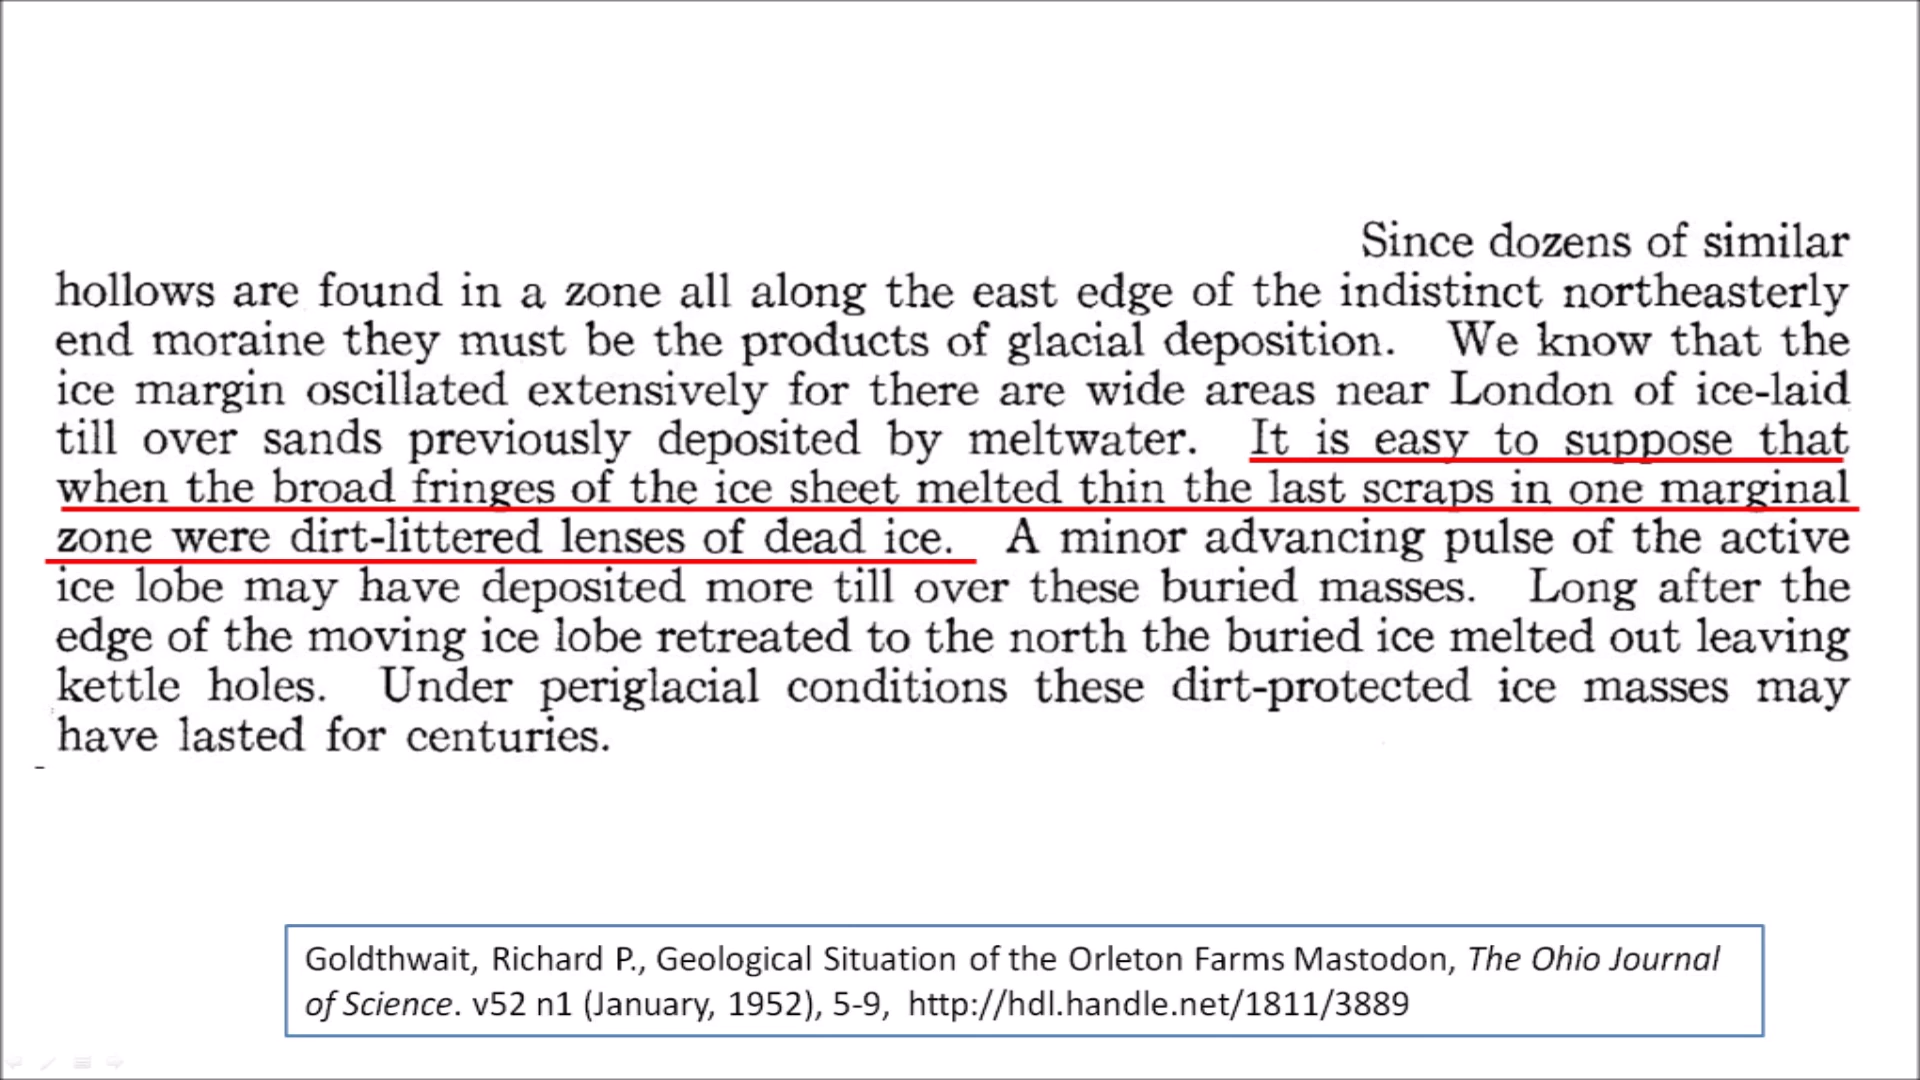 Since dozens of similar
hollows are found in a zone all along the east edge of the indistinct northeasterly
end moraine they must be the products of glacial deposition. We know that the
ice margin oscillated extensively for there are wide areas near London of ice-laid
till over sands previously deposited by meltwater. It is easy to suppose that
when the broad fringes of the ice sheet melted thin the last scraps in one marginal
zone were dirt-littered lenses of dead ice. A minor advancing pulse of the active
ice lobe may have deposited more till over these buried masses. Long after the
edge of the moving ice lobe retreated to the north the buried ice melted out leaving
kettle holes. Under periglacial conditions these dirt-protected ice masses may
have lasted for centuries.
Goldthwait, Richard P., Geological Situation of the Orleton Farms Mastodon, The Ohio Journal
of Science. v52 n1 (January, 1952), 5-9, http://hdl.handle.net/1811/3889